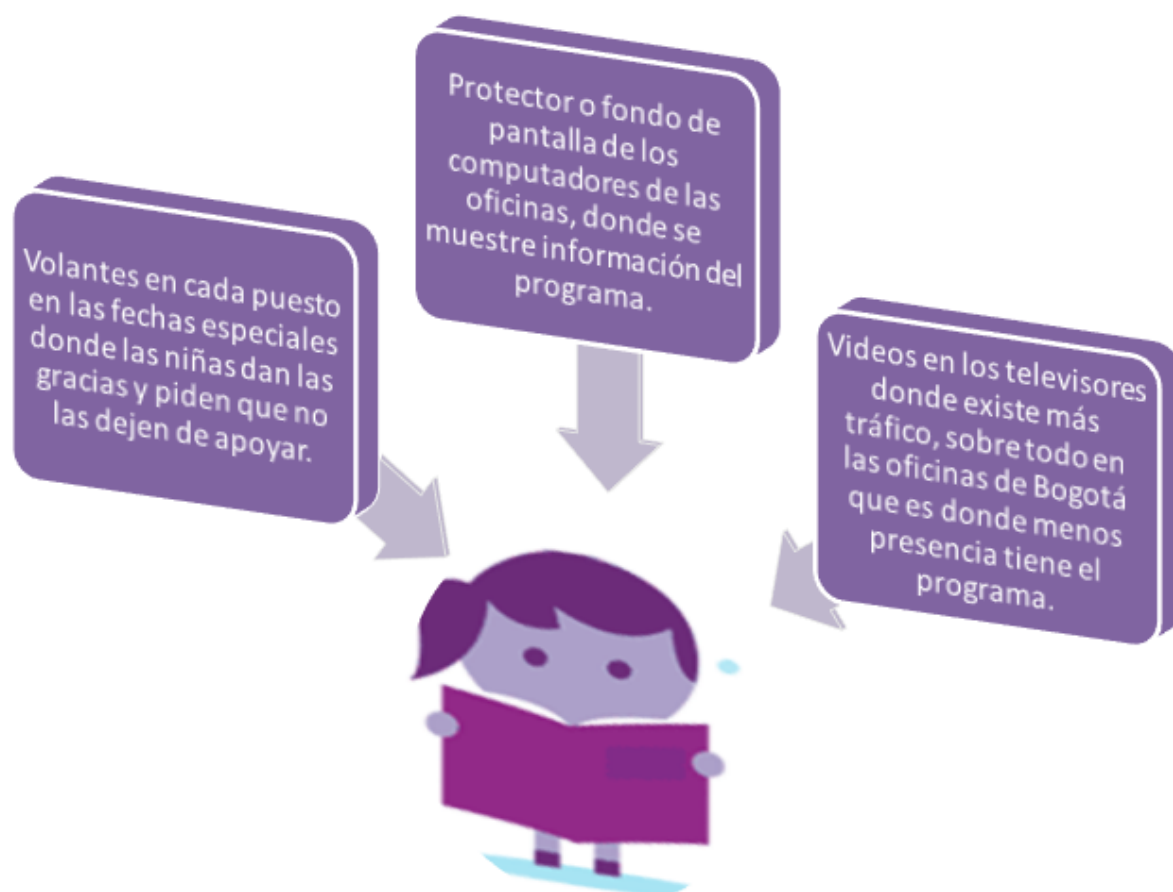 Volantes en cada puesto
en las fechas especiales
donde las niñas dan las
gracias y piden que no
las dejen de apoyar.
Protector o fondo de
pantalla de los
computadores de las
oficinas, donde se
muestre información del
programa.
Videos en los televisores
donde existe más
tráfico, sobre todo en
las oficinas de Bogotá
que es donde menos
presencia tiene el
programa.